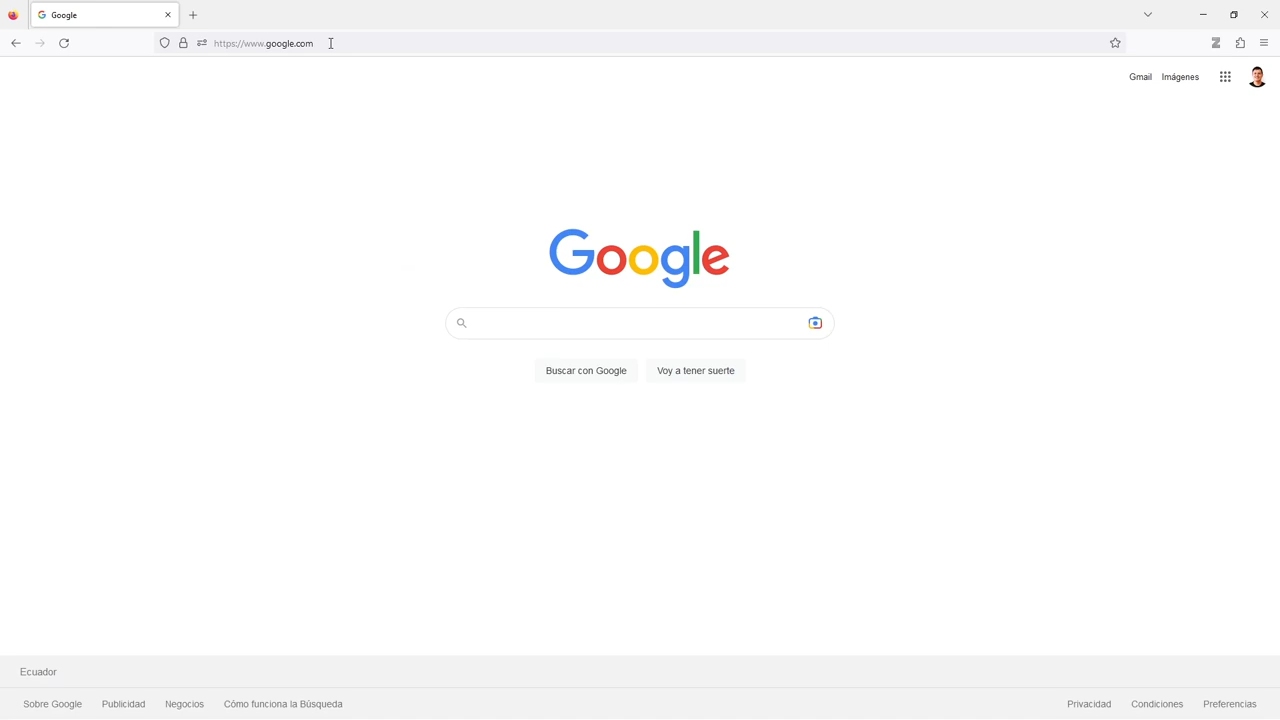 Google
https://www.google.com
Gmail Imágenes
Google
Buscar con Google Voy a tener suerte
Ecuador
Sobre Google Publicidad Negocios Cómo funciona la Búsqueda Privacidad Condiciones Preferencias